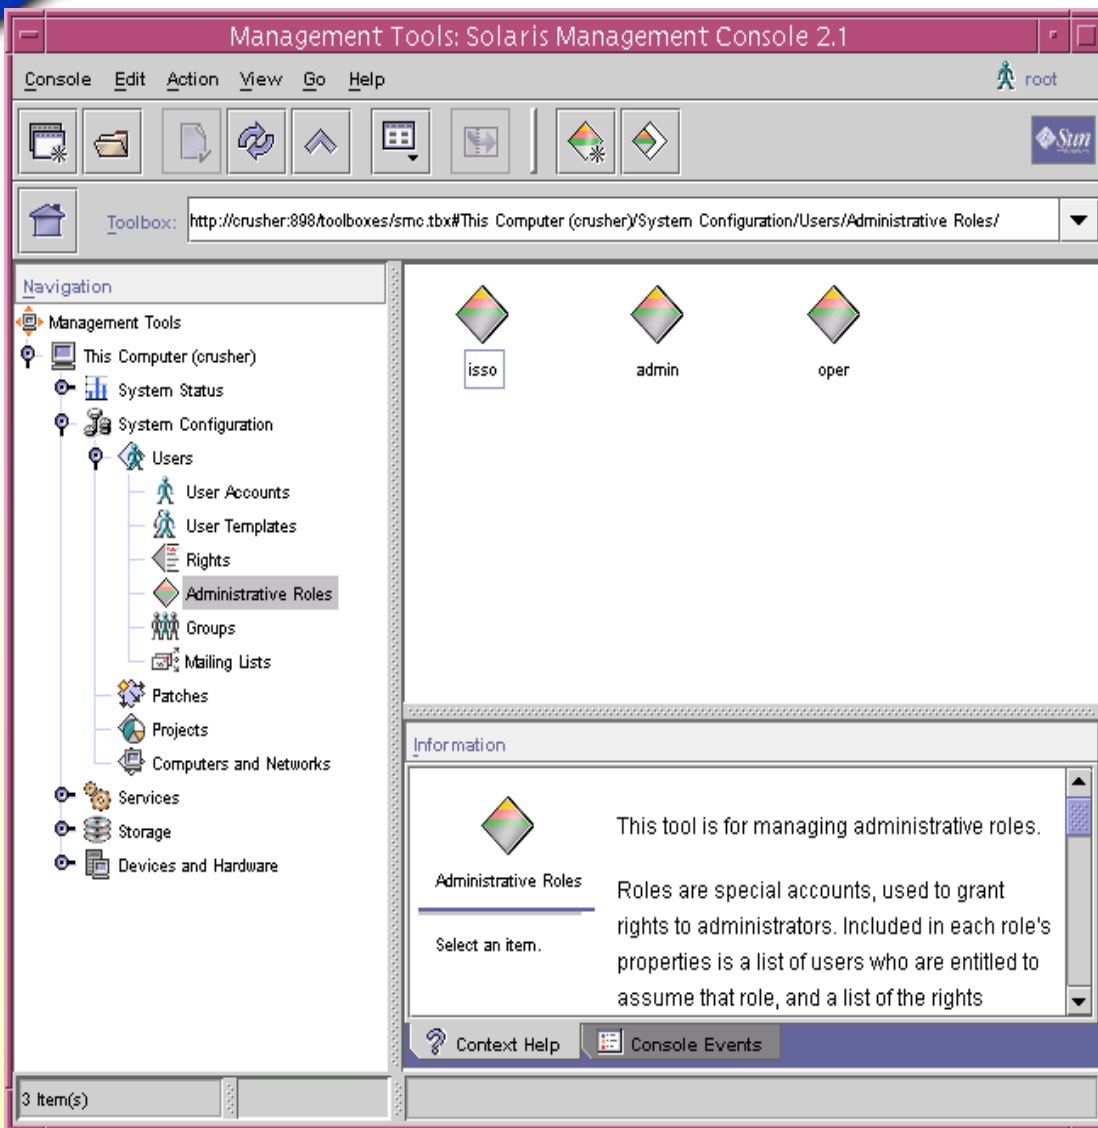 Management Tools: Solaris Management Console 2.1
Console Edit Action View Go Help root
Sun
Toolbox: http://crusher:898/toolboxes/smc.tbx#This Computer (crusher)/System Configuration/Users/Administrative Roles/
Navigation
Management Tools
This Computer (crusher)
System Status
System Configuration
Users
User Accounts
User Templates
Rights
Administrative Roles
Groups
Mailing Lists
Patches
Projects
Computers and Networks
Services
Storage
Devices and Hardware
isso admin oper
Information
Administrative Roles
Select an item.
This tool is for managing administrative roles.
Roles are special accounts, used to grant
rights to administrators. Included in each role's
properties is a list of users who are entitled to
assume that role, and a list of the rights
Context Help Console Events
3 Item(s)